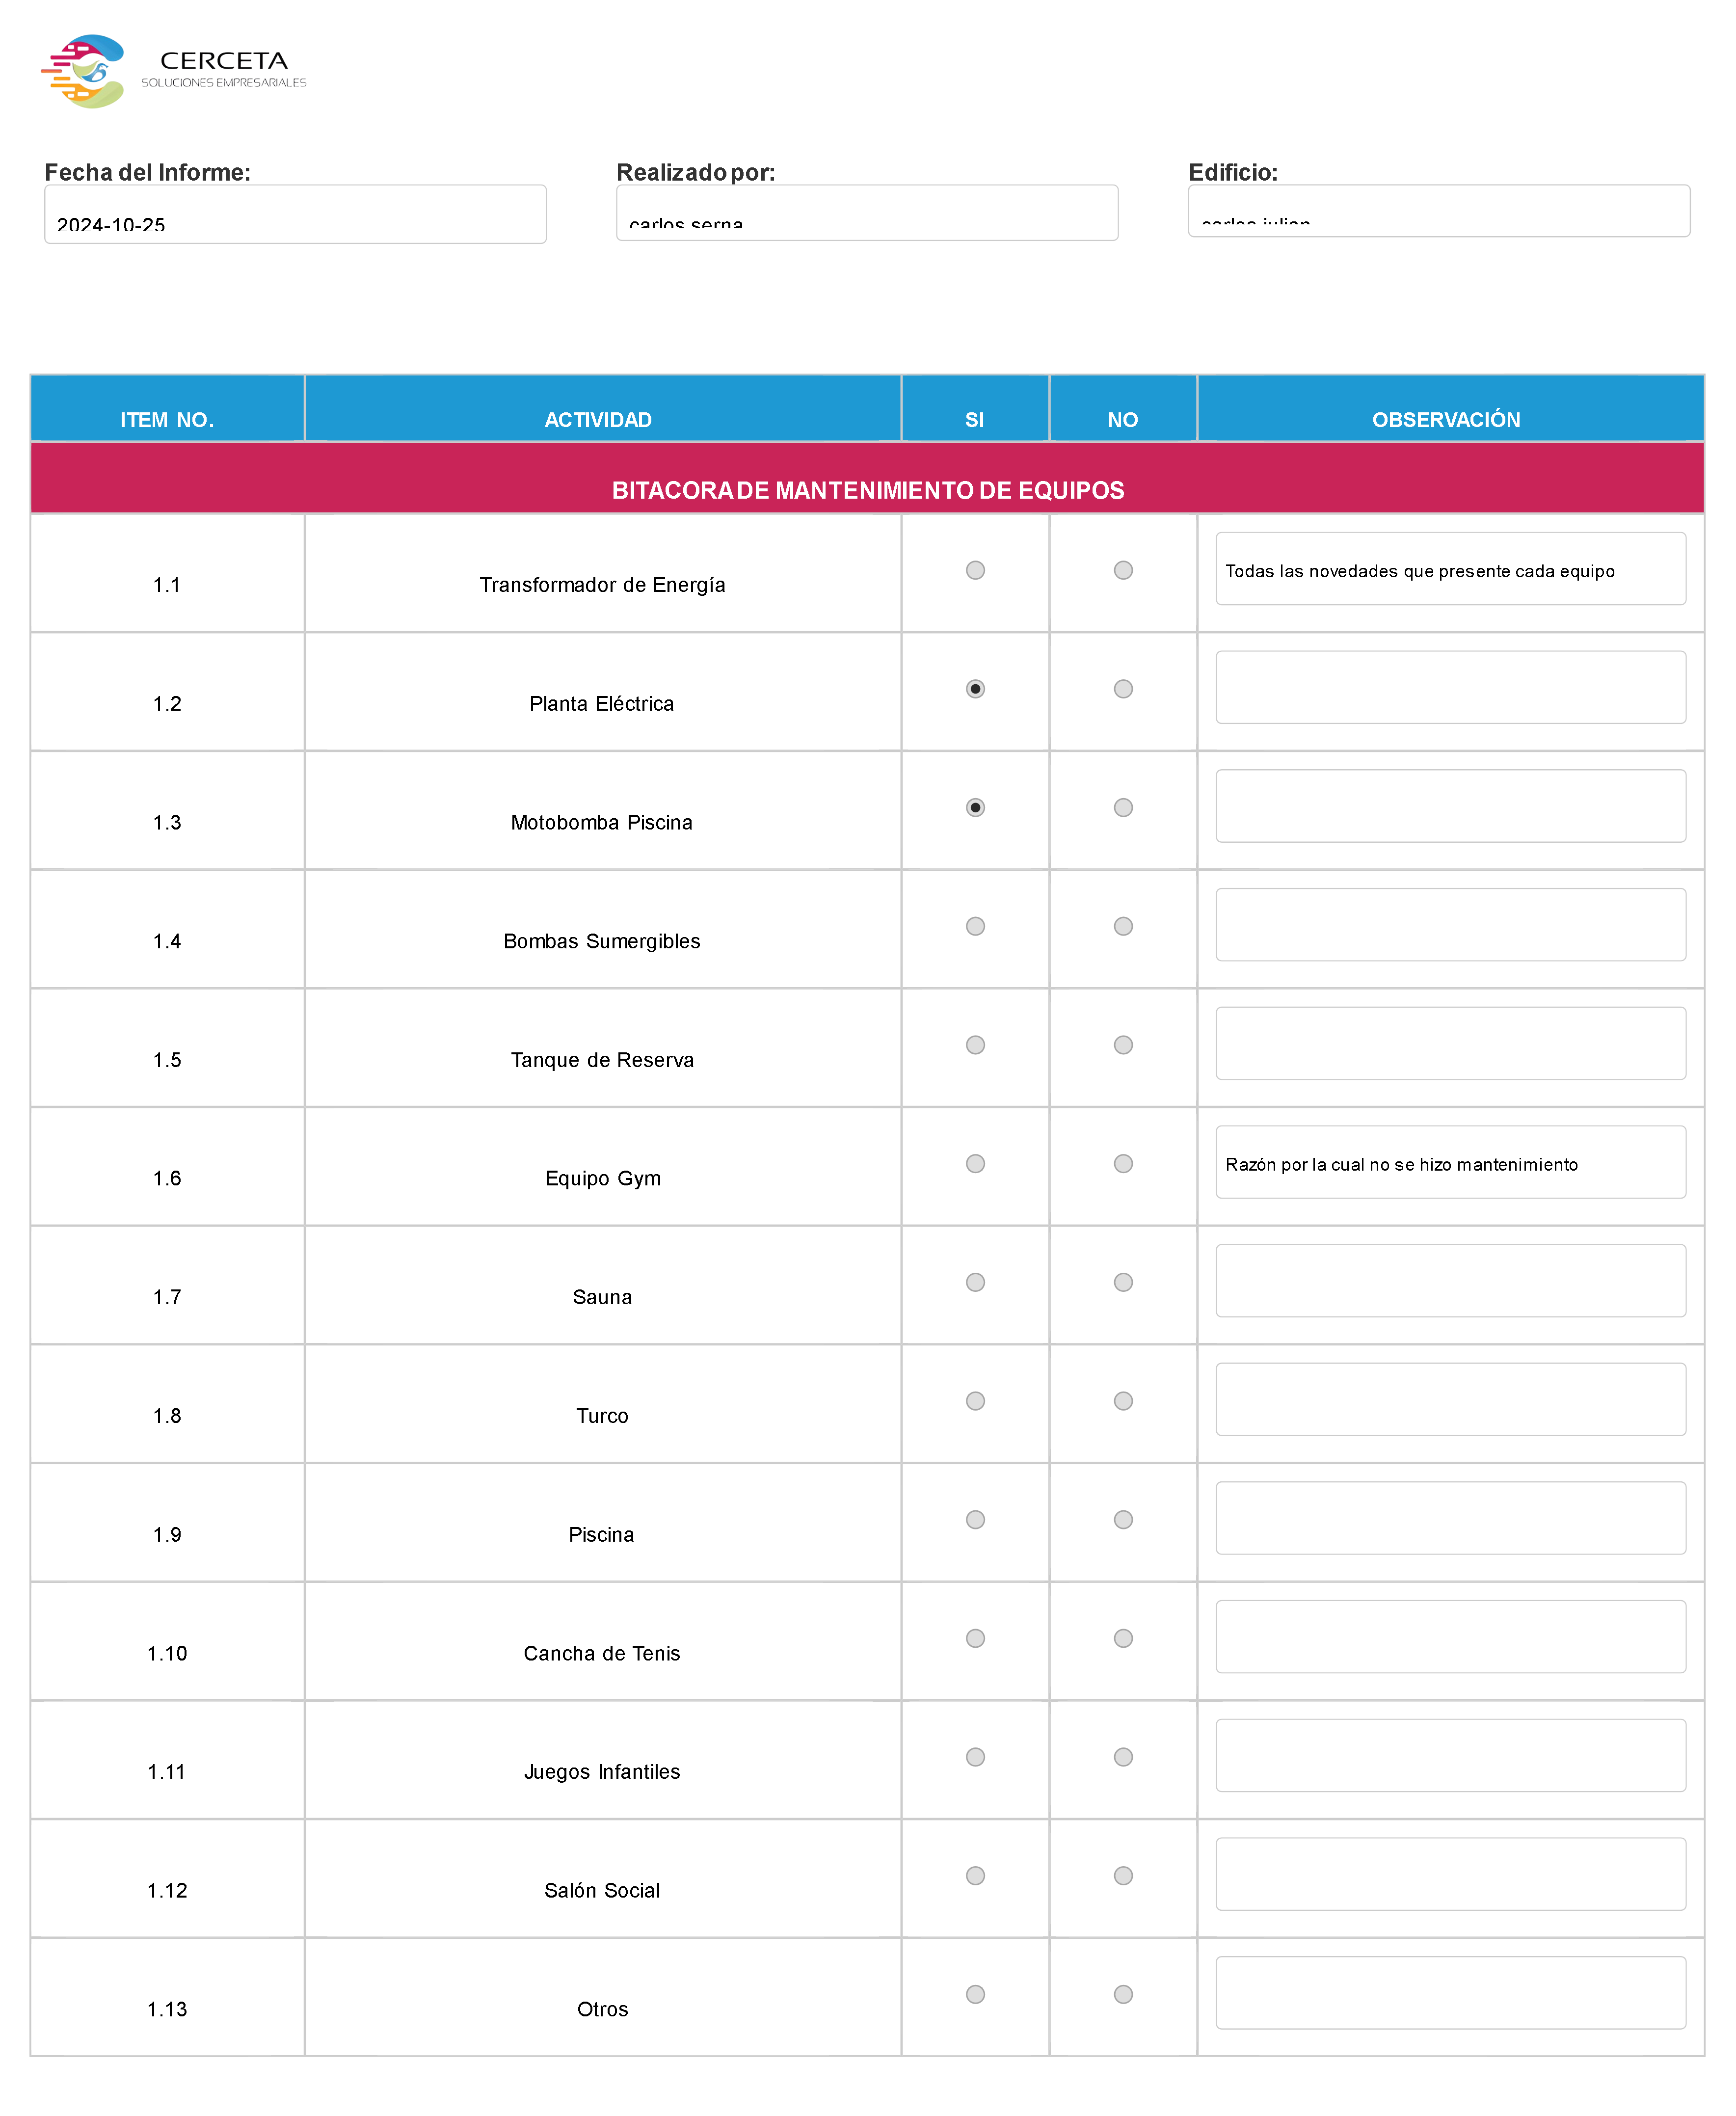 CERCETA
SOLUCIONES EMPRESARIALES
Fecha del Informe: Realizado por: Edificio:
2024-10-25 carlos serna carlos julian
ITEM NO. ACTIVIDAD SI NO OBSERVACIÓN
BITACORA DE MANTENIMIENTO DE EQUIPOS
1.1 Transformador de Energía Todas las novedades que presente cada equipo
1.2 Planta Eléctrica
1.3 Motobomba Piscina
1.4 Bombas Sumergibles
1.5 Tanque de Reserva
1.6 Equipo Gym Razón por la cual no se hizo mantenimiento
1.7 Sauna
1.8 Turco
1.9 Piscina
1.10 Cancha de Tenis
1.11 Juegos Infantiles
1.12 Salón Social
1.13 Otros